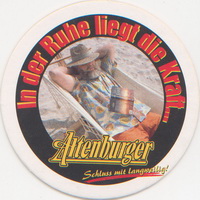 In der Ruhe liegt die Kraft...
Altenburger
Schluss mit langweilig!